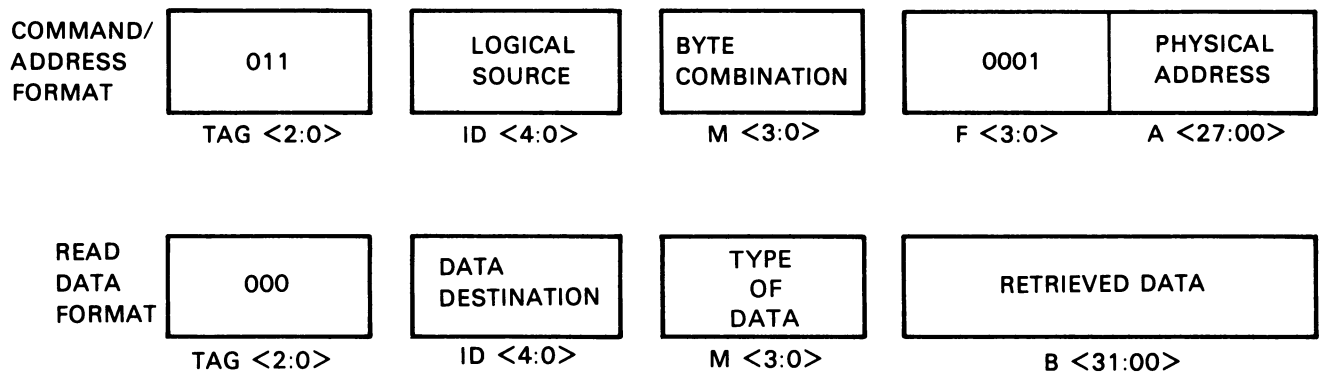 COMMAND/
ADDRESS
FORMAT
011
LOGICAL
SOURCE
BYTE
COMBINATION
0001
PHYSICAL
ADDRESS
TAG <2:0>
ID <4:0>
M <3:0>
F <3:0>
A <27:00>
READ
DATA
FORMAT
000
DATA
DESTINATION
TYPE
OF
DATA
RETRIEVED DATA
TAG <2:0>
ID <4:0>
M <3:0>
B <31:00>